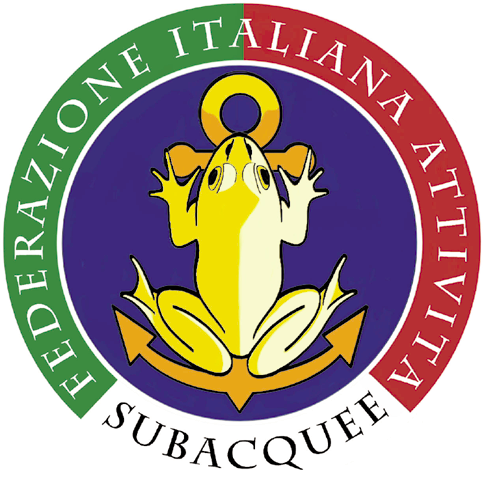 FEDERAZIONE ITALIANA ATTIVITA
SUBACQUEE